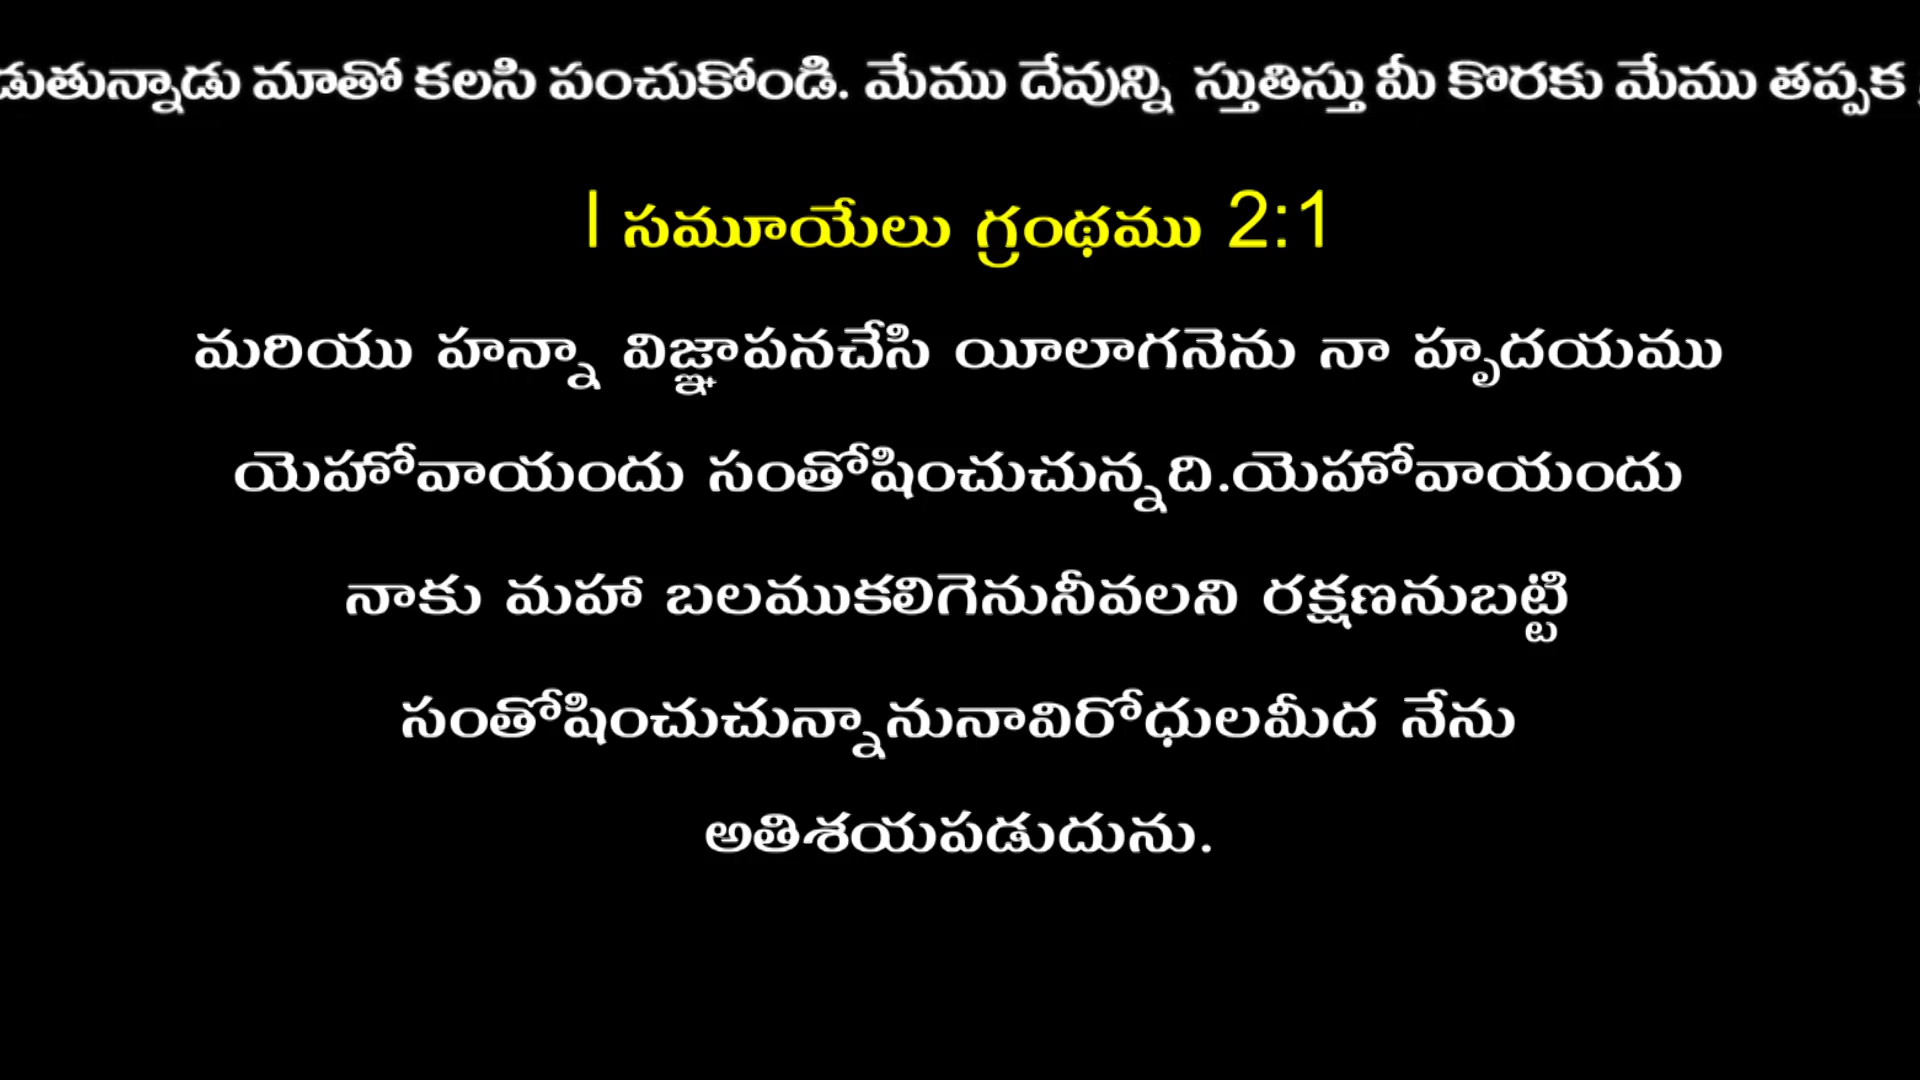 డుతున్నాడు మాతో కలసి పంచుకోండి. మేము దేవున్ని స్తుతిస్తు మీ కొరకు మేము తప్పక
I సమూయేలు గ్రంథము 2:1
మరియు హన్నా విజ్ఞాపనచేసి యీలాగనెను నా హృదయము
యెహోవాయందు సంతోషించుచున్నది.యెహోవాయందు
నాకు మహా బలముకలిగెనునీవలని రక్షణనుబట్టి
సంతోషించుచున్నానునావిరోధులమీద నేను
అతిశయపడుదును.